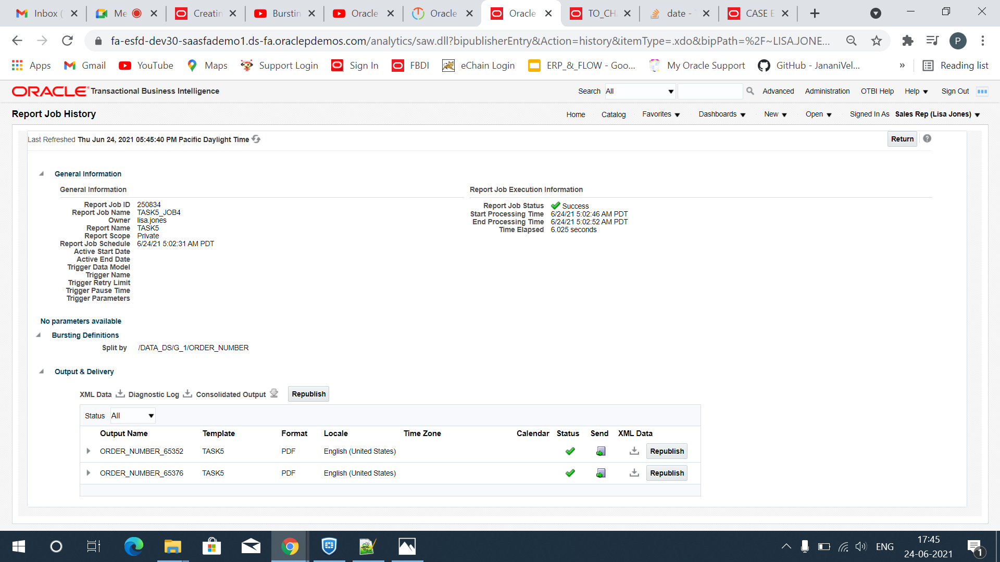 Inbox (
Me
Creatin
Burstin
Oracle
Oracle
Oracle
TO_CH
date -
CASE E
fa-esfd-dev30-saasfademo1.ds-fa.oraclepdemos.com/analytics/saw.dll?bipublisherEntry&Action=history&itemType=.xdo&bipPath=%2F~LISA.JONE...
P
Apps
Gmail
YouTube
Maps
Support Login
Sign In
FBDI
eChain Login
ERP_&_FLOW - Goo...
My Oracle Support
GitHub - JananiVel...
»
Reading list
ORACLE Transactional Business Intelligence
Search All
Advanced
Administration
OTBI Help
Help
Sign Out
Report Job History
Home
Catalog
Favorites
Dashboards
New
Open
Signed In As Sales Rep (Lisa Jones)
Last Refreshed Thu Jun 24, 2021 05:45:40 PM Pacific Daylight Time
Return
?
General Information
General Information
Report Job ID 250834
Report Job Name TASK5_JOB4
Owner lisa.jones
Report Name TASK5
Report Scope Private
Report Job Schedule 6/24/21 5:02:31 AM PDT
Active Start Date
Active End Date
Trigger Data Model
Trigger Name
Trigger Retry Limit
Trigger Pause Time
Trigger Parameters
Report Job Execution Information
Report Job Status Success
Start Processing Time 6/24/21 5:02:46 AM PDT
End Processing Time 6/24/21 5:02:52 AM PDT
Time Elapsed 6.025 seconds
No parameters available
Bursting Definitions
Split by /DATA_DS/G_1/ORDER_NUMBER
Output & Delivery
XML Data Diagnostic Log Consolidated Output Republish
Status All
Output Name Template Format Locale Time Zone Calendar Status Send XML Data
ORDER_NUMBER_65352 TASK5 PDF English (United States) Republish
ORDER_NUMBER_65376 TASK5 PDF English (United States) Republish
ENG
17:45
24-06-2021
1